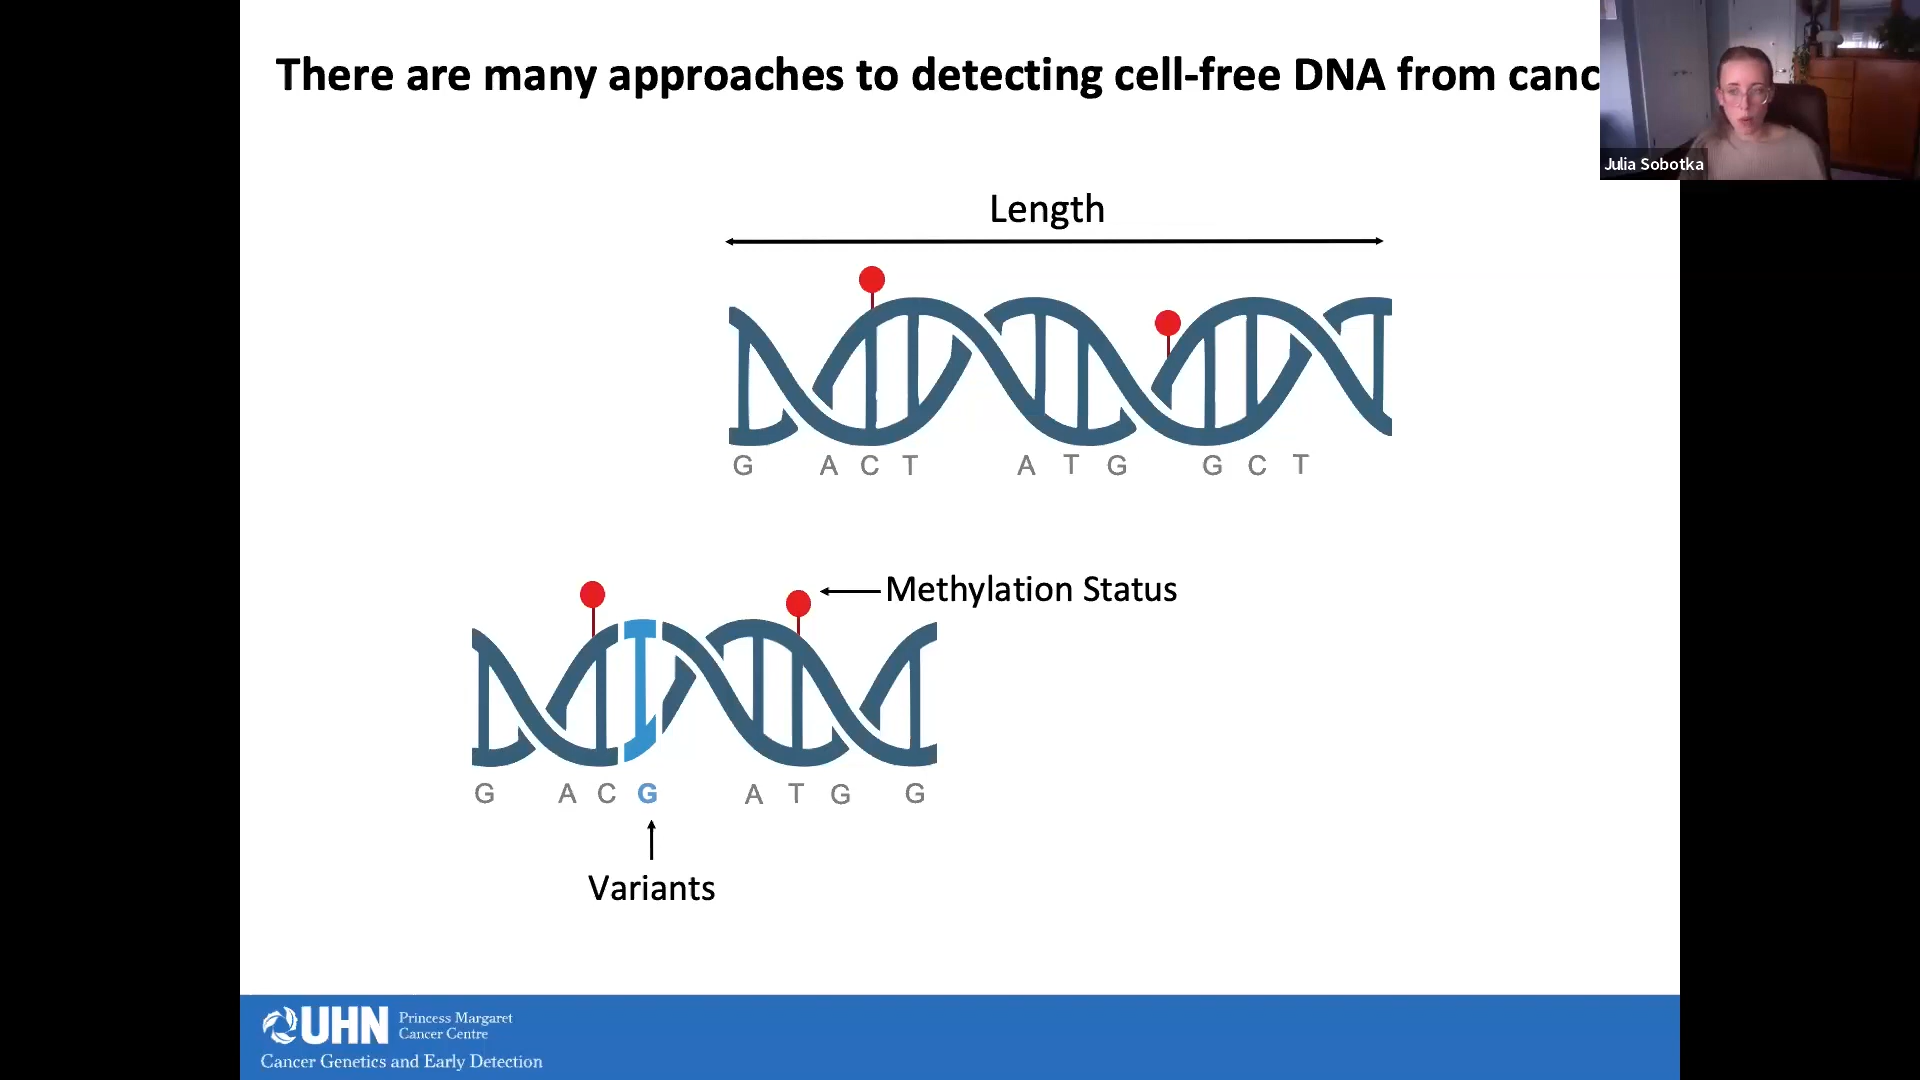 There are many approaches to detecting cell-free DNA from canc
Julia Sobotka
Length
G A C T A T G G C T
Methylation Status
G A C G A T G G
Variants
UHN Princess Margaret
Cancer Centre
Cancer Genetics and Early Detection